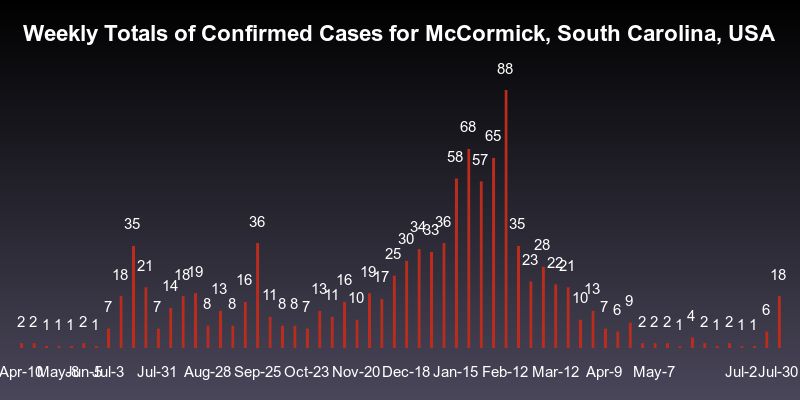 Weekly Totals of Confirmed Cases for McCormick, South Carolina, USA
2 2 1 1 1 2 1 7 18 35 21 7 14 18 19 8 13 8 16 36 11 8 8 7 13 11 16 10 19 17 25 30 34 33 36 58 68 57 65 88 35 23 28 22 21 10 13 7 6 9 2 2 2 1 4 2 1 2 1 1 6 18
Apr-10 May-8 Jun-5 Jul-3 Jul-31 Aug-28 Sep-25 Oct-23 Nov-20 Dec-18 Jan-15 Feb-12 Mar-12 Apr-9 May-7 Jul-2 Jul-30